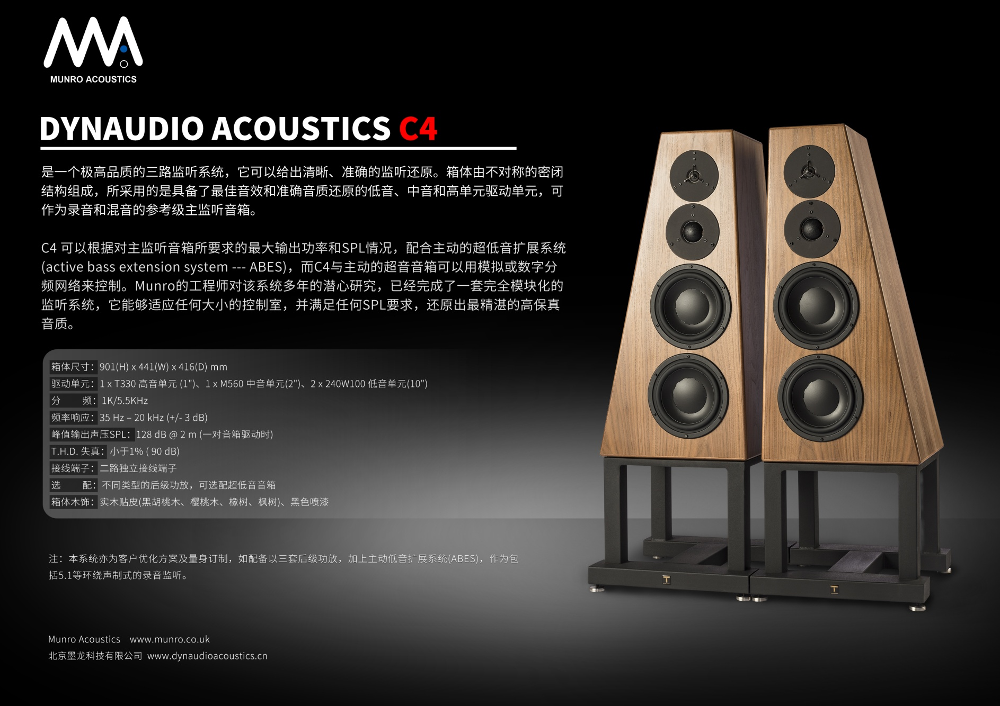 MUNRO ACOUSTICS
DYNAUDIO ACOUSTICS C4
是一个极高品质的三路监听系统，它可以给出清晰、准确的监听还原。箱体由不对称的密闭
结构组成，所采用的是具备了最佳音效和准确音质还原的低音、中音和高单元驱动单元，可
作为录音和混音的参考级主监听音箱。
C4 可以根据对主监听音箱所要求的最大输出功率和SPL情况，配合主动的超低音扩展系统
(active bass extension system --- ABES)，而C4与主动的超音音箱可以用模拟或数字分
频网络来控制。Munro的工程师对该系统多年的潜心研究，已经完成了一套完全模块化的
监听系统，它能够适应任何大小的控制室，并满足任何SPL要求，还原出最精湛的高保真
音质。
箱体尺寸：901(H) x 441(W) x 416(D) mm
驱动单元：1 x T330 高音单元 (1")、1 x M560 中音单元(2")、2 x 240W100 低音单元(10")
分 频：1K/5.5KHz
频率响应：35 Hz – 20 kHz (+/- 3 dB)
峰值输出声压SPL：128 dB @ 2 m (一对音箱驱动时)
T.H.D. 失真：小于1% ( 90 dB)
接线端子：二路独立接线端子
选 配：不同类型的后级功放，可选配超低音音箱
箱体木饰：实木贴皮(黑胡桃木、樱桃木、橡树、枫树)、黑色喷漆
注：本系统亦为客户优化方案及量身订制，如配备以三套后级功放，加上主动低音扩展系统(ABES)，作为包
括5.1等环绕声制式的录音监听。
Munro Acoustics www.munro.co.uk
北京墨龙科技有限公司 www.dynaudioacoustics.cn